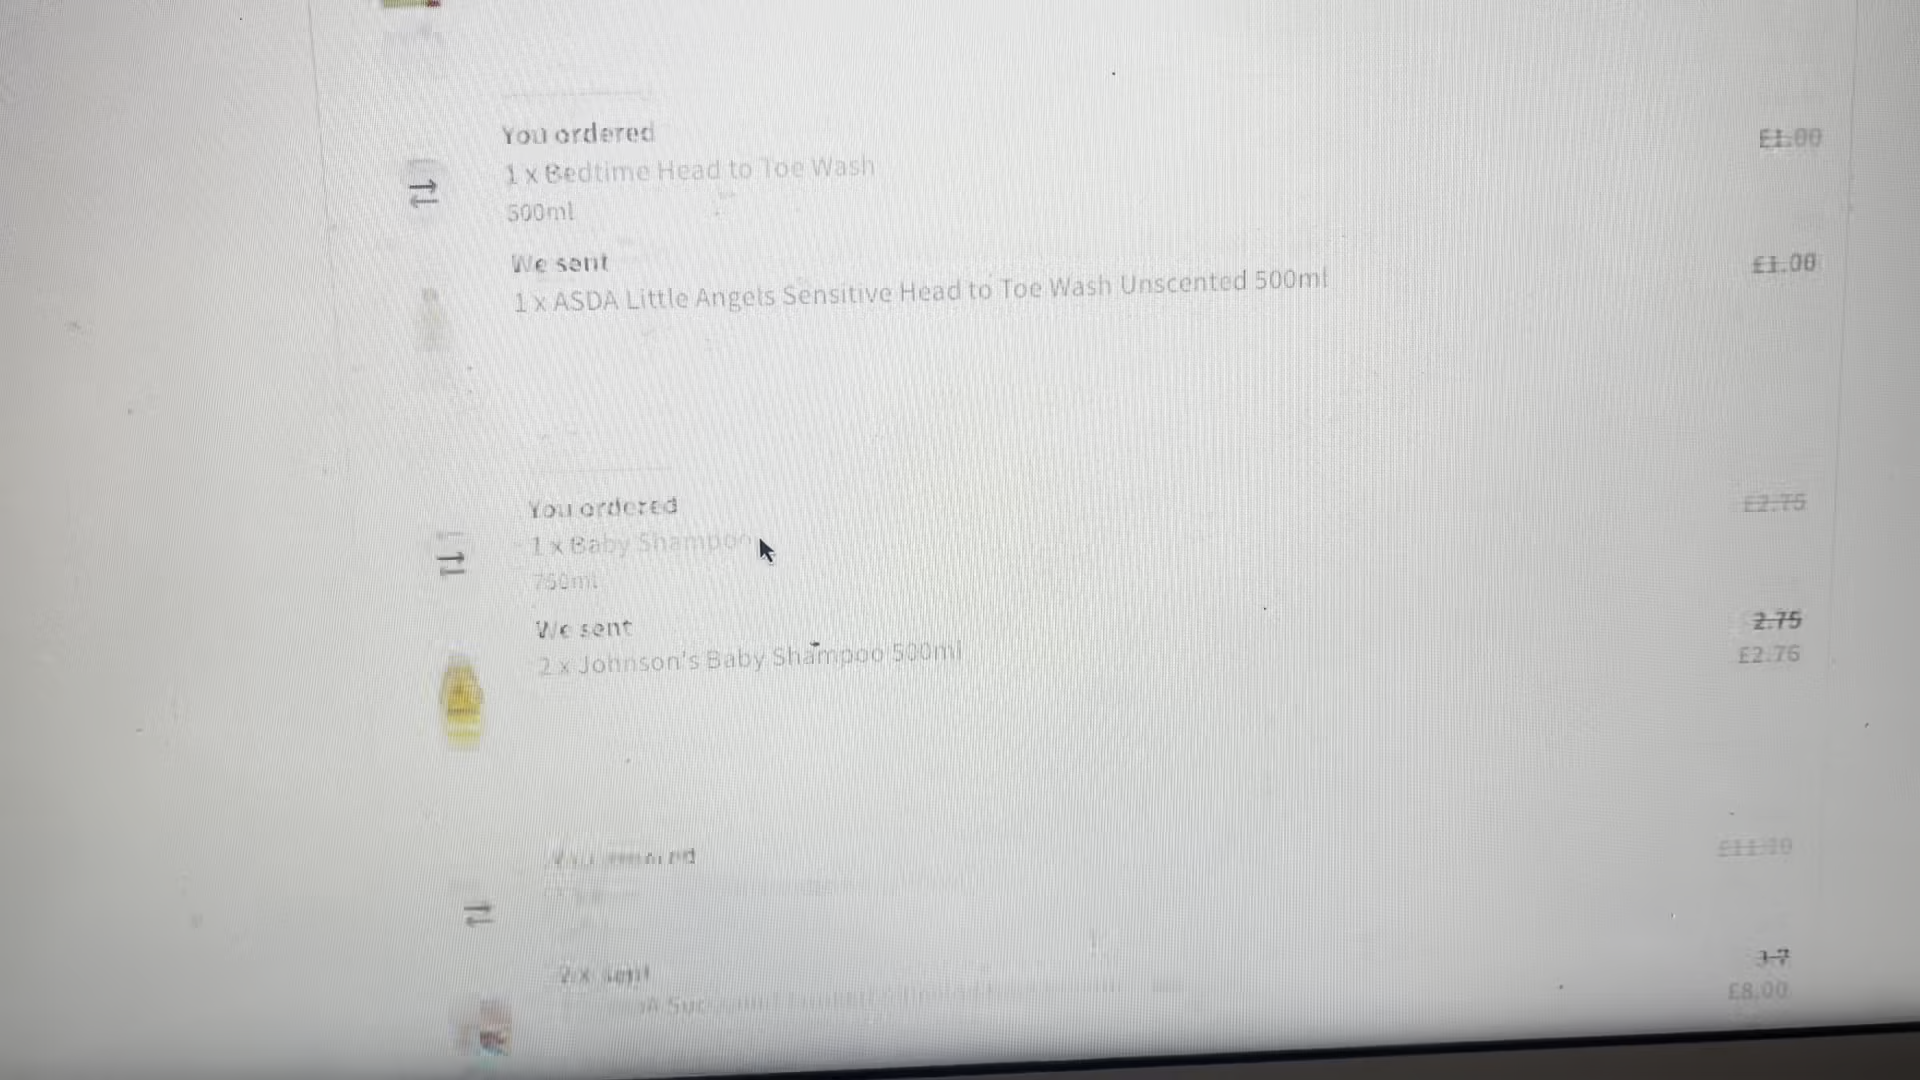 You ordered
£1.00
1 x Bedtime Head to Toe Wash
500ml
We sent
£1.00
1 x ASDA Little Angels Sensitive Head to Toe Wash Unscented 500ml
You ordered
£2.75
1 x Baby Shampoo
750ml
We sent
2.75
2 x Johnson's Baby Shampoo 500ml
£2.76
sent
£8.00